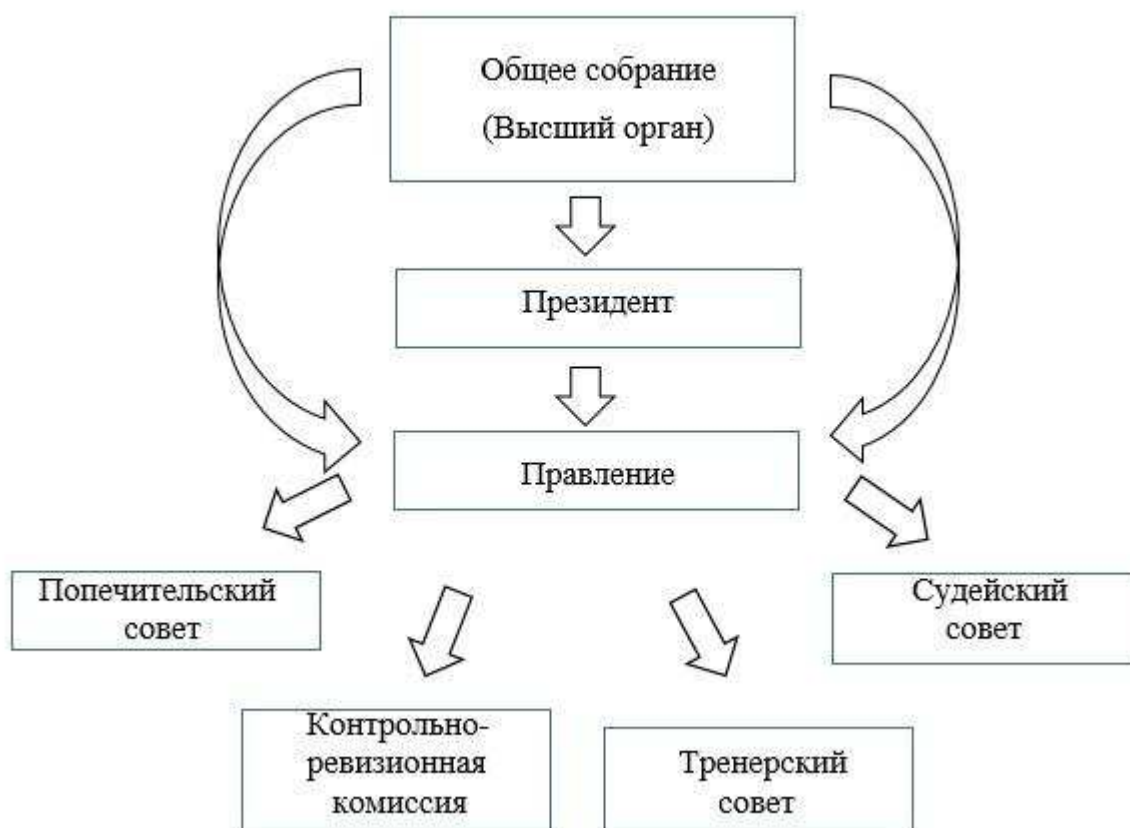 Общее собрание
(Высший орган)
Президент
Правление
Попечительский
совет
Судейский
совет
Контрольно-
ревизионная
комиссия
Тренерский
совет